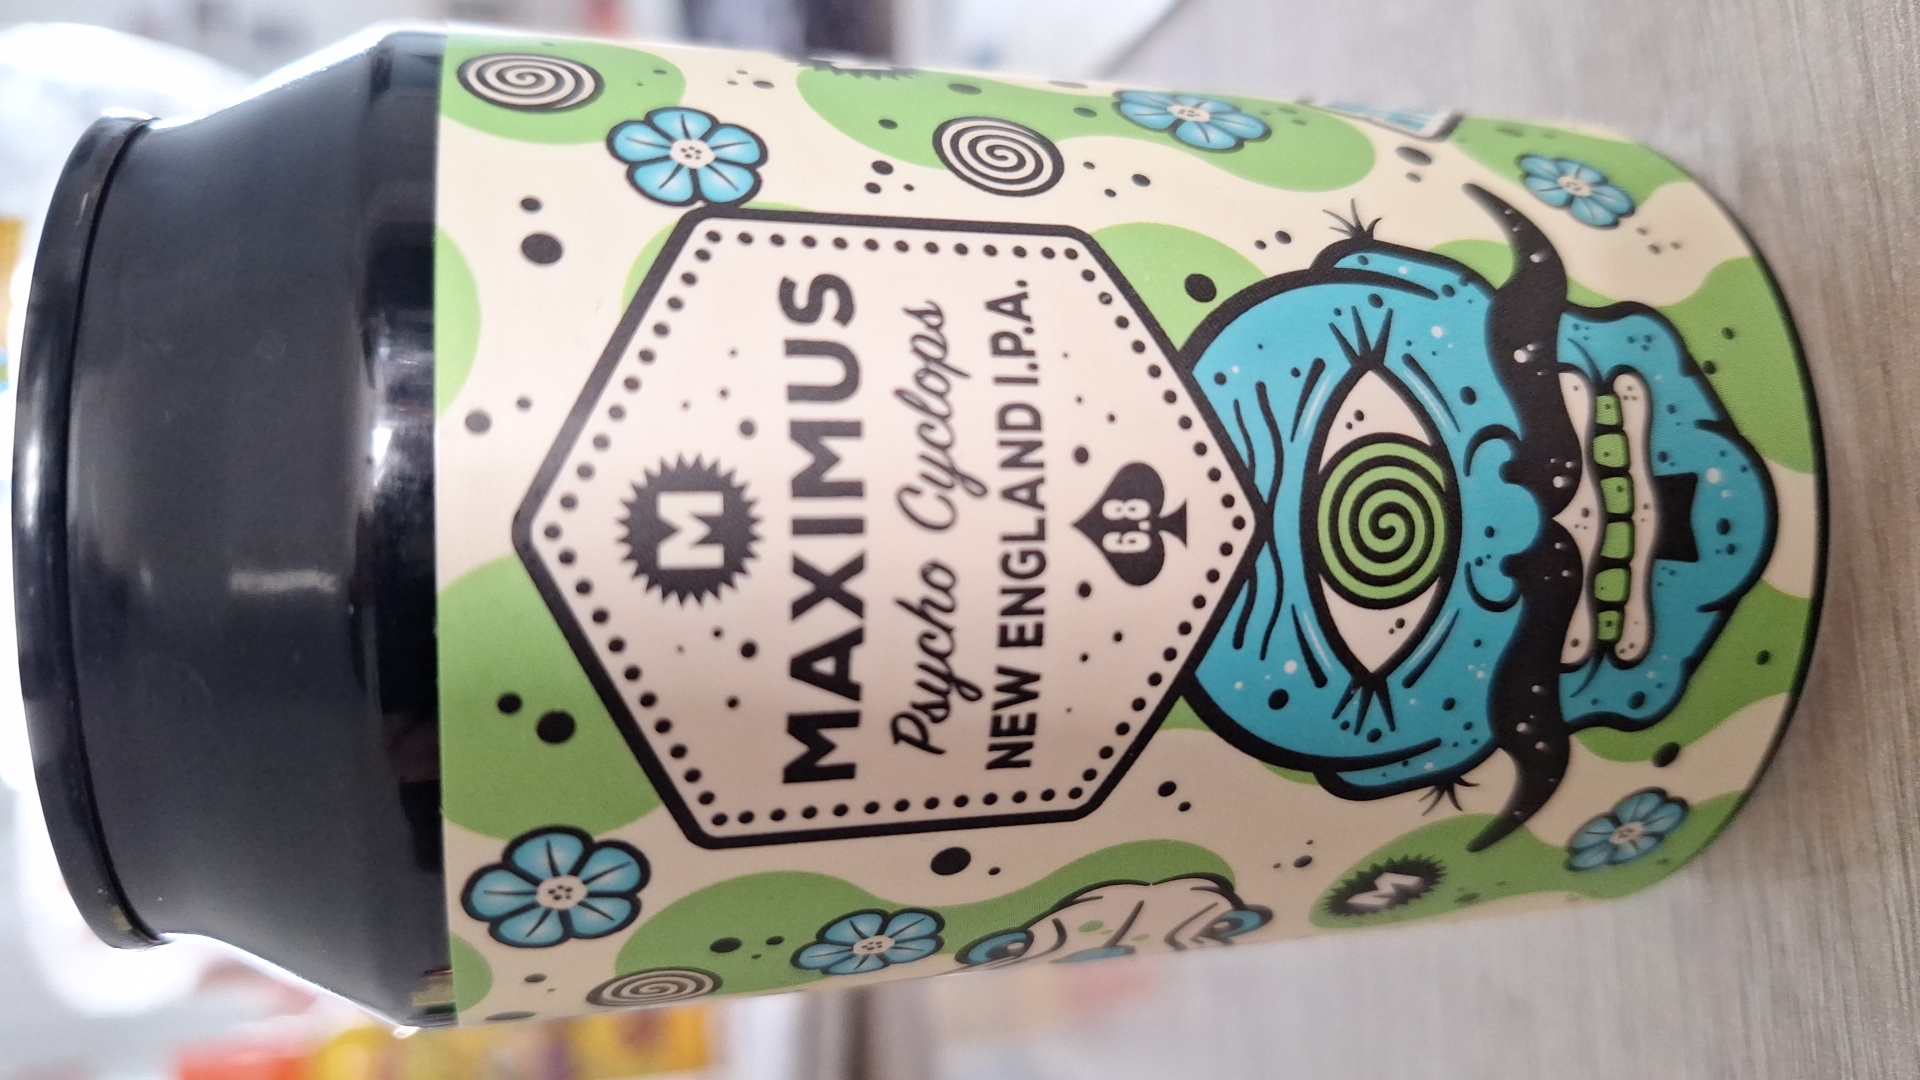 M
MAXIMUS
Psycho Cyclops
NEW ENGLAND I.P.A.
6.8
M